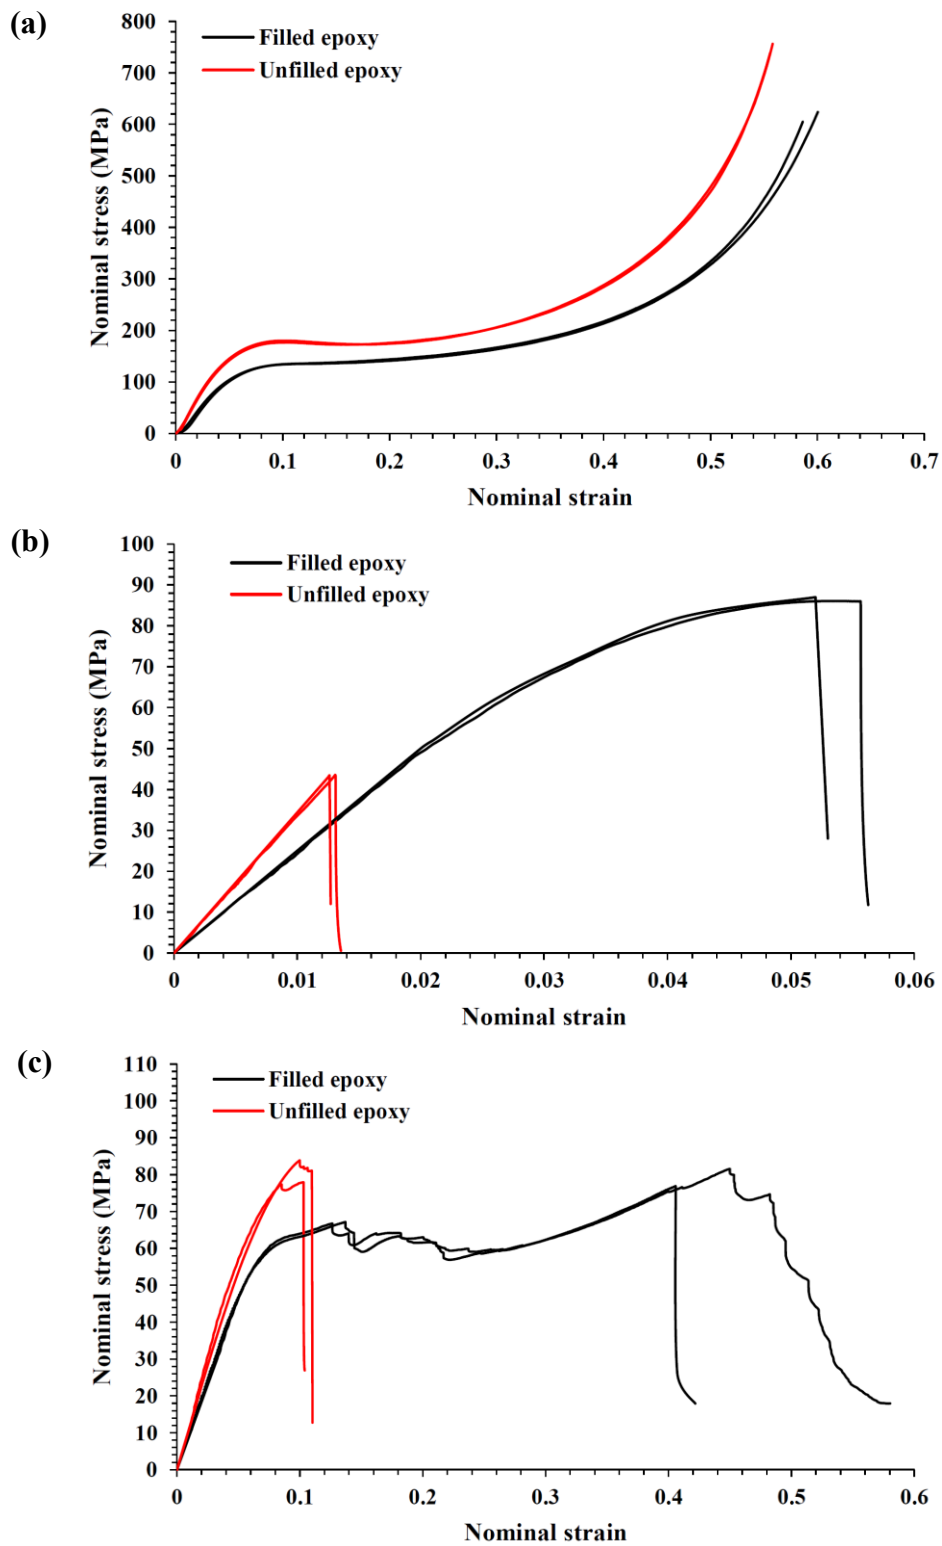 (a)
800
700
600
500
400
300
200
100
0
Nominal stress (MPa)
Filled epoxy
Unfilled epoxy
0 0.1 0.2 0.3 0.4 0.5 0.6 0.7
Nominal strain
(b)
100
90
80
70
60
50
40
30
20
10
0
Nominal stress (MPa)
Filled epoxy
Unfilled epoxy
0 0.01 0.02 0.03 0.04 0.05 0.06
Nominal strain
(c)
110
100
90
80
70
60
50
40
30
20
10
0
Nominal stress (MPa)
Filled epoxy
Unfilled epoxy
0 0.1 0.2 0.3 0.4 0.5 0.6
Nominal strain